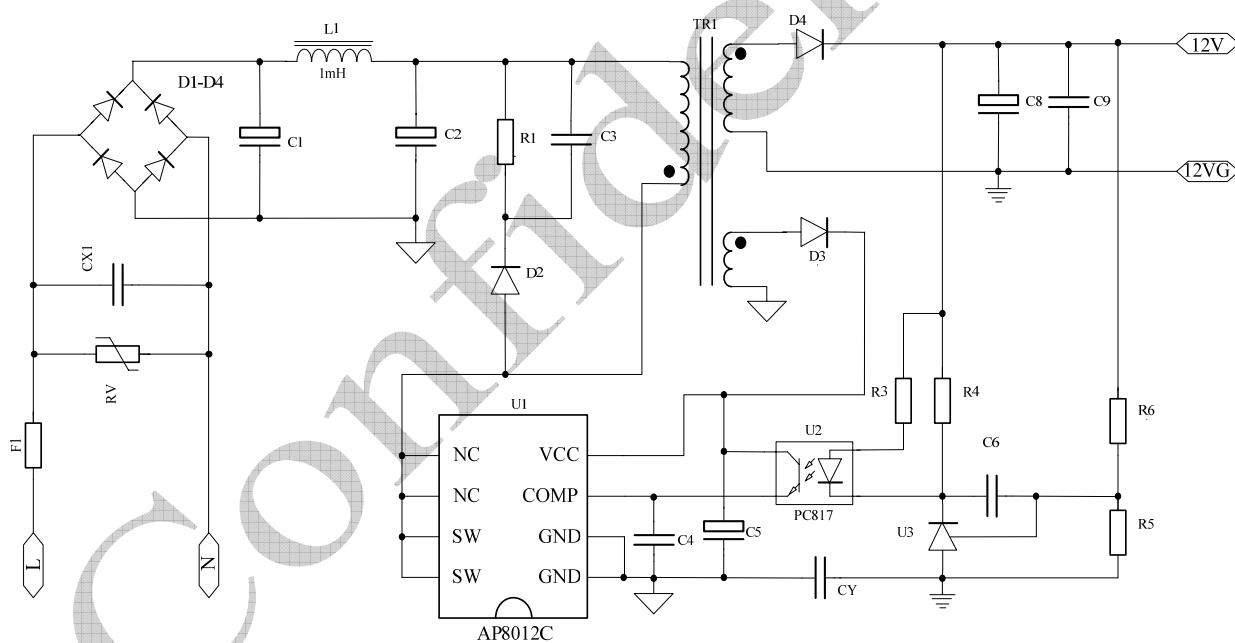 TR1
D4
L1
1mH
12V
D1-D4
C1
C2
R1
C3
C8
C9
12VG
CX1
D2
D3
RV
F1
L
N
U1
NC
NC
SW
SW
VCC
COMP
GND
GND
AP8012C
R3
R4
R6
U2
PC817
C6
C4
C5
U3
R5
CY
Confiden